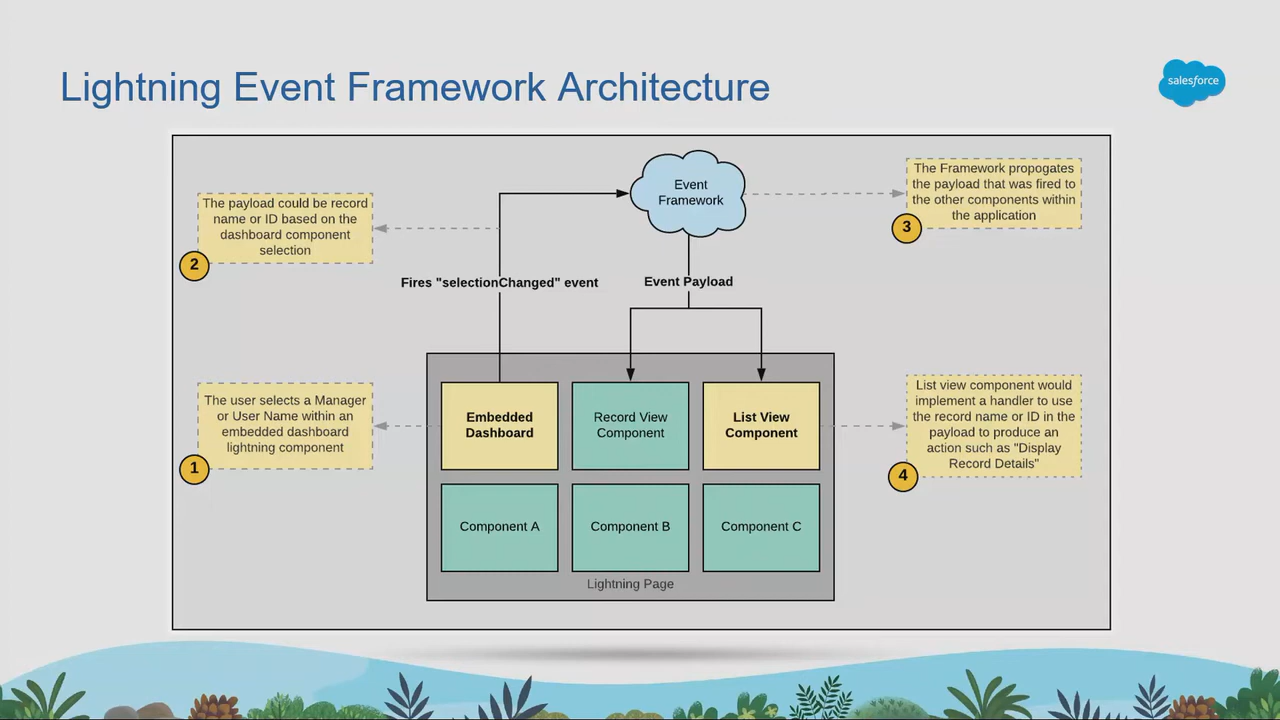 Lightning Event Framework Architecture
salesforce
Event
Framework
The payload could be record
name or ID based on the
dashboard component
selection
2
The Framework propogates
the payload that was fired to
the other components within
the application
3
Fires "selectionChanged" event
Event Payload
The user selects a Manager
or User Name within an
embedded dashboard
lightning component
1
Embedded
Dashboard
Record View
Component
List View
Component
List view component would
implement a handler to use
the record name or ID in the
payload to produce an
action such as "Display
Record Details"
4
Component A
Component B
Component C
Lightning Page